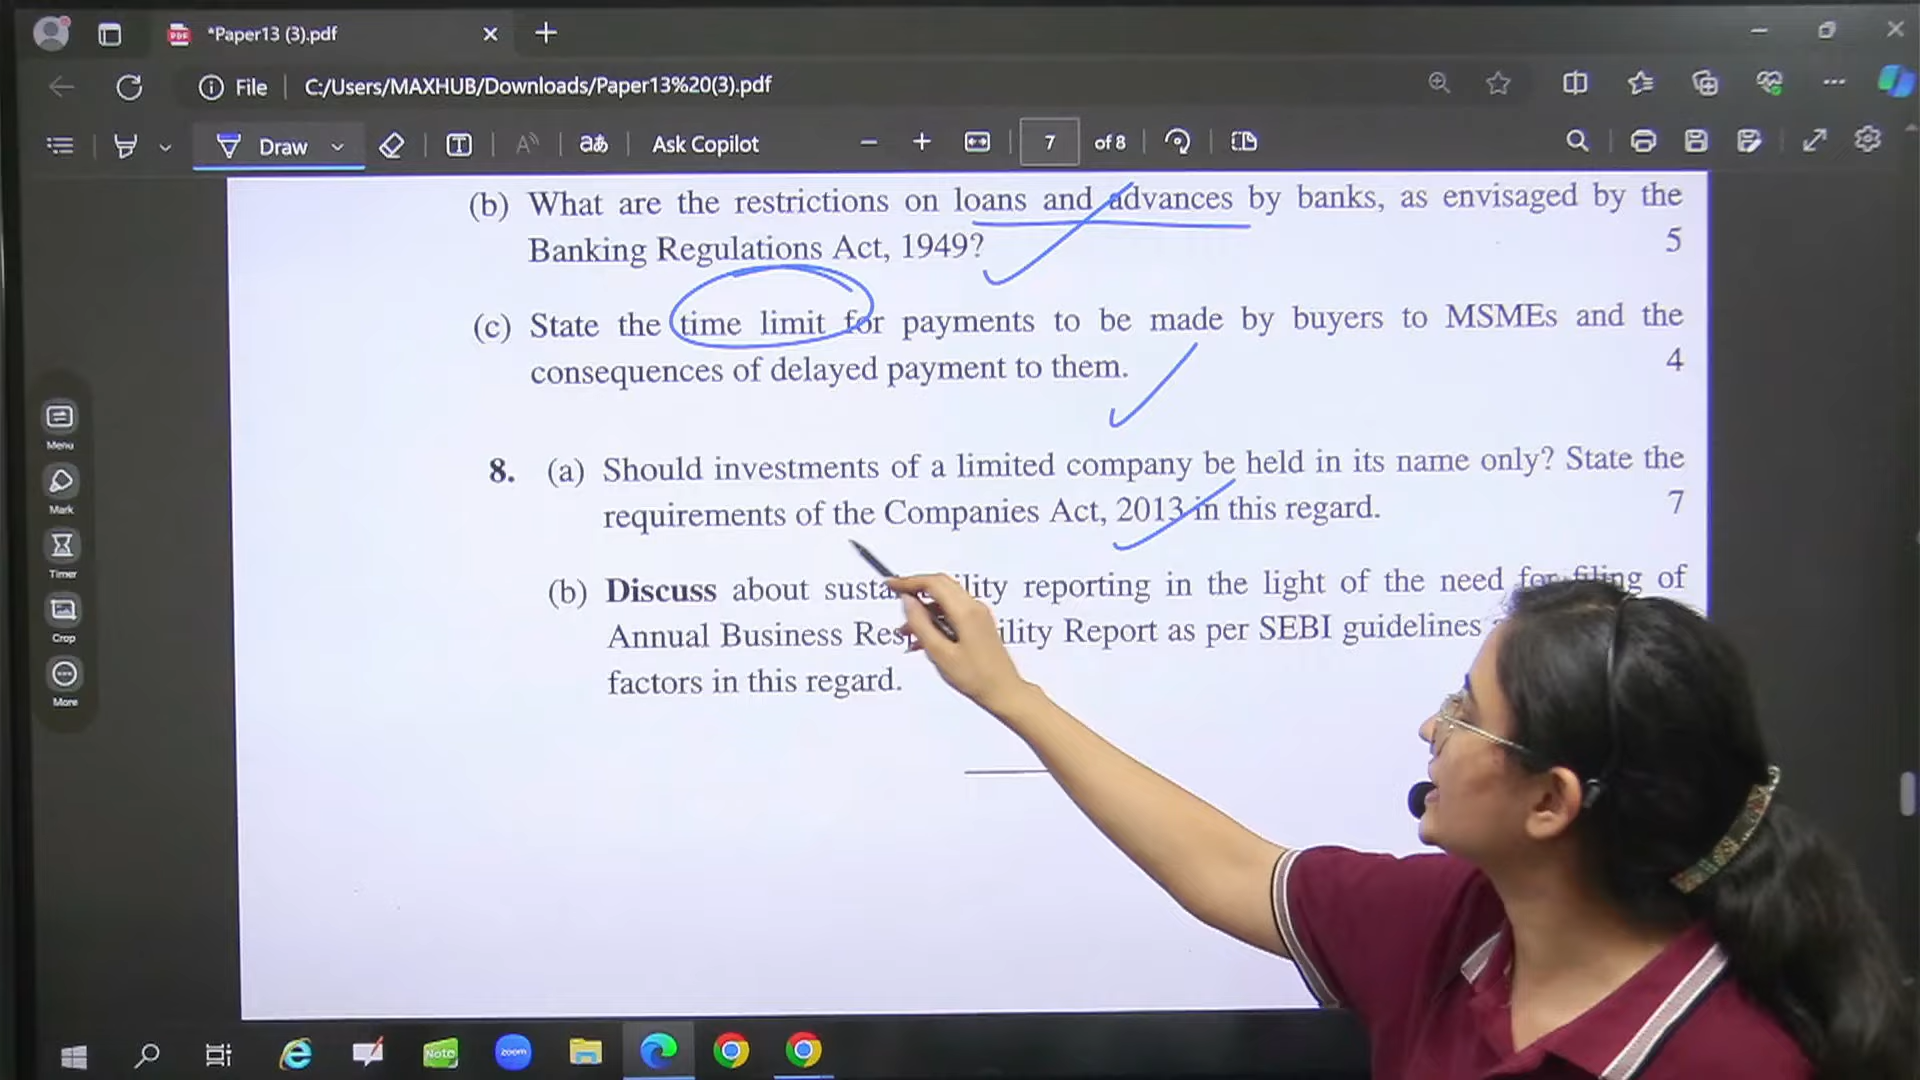 *Paper13 (3).pdf
File
C:/Users/MAXHUB/Downloads/Paper13%20(3).pdf
Draw
Ask Copilot
7 of 8
(b) What are the restrictions on loans and advances by banks, as envisaged by the
Banking Regulations Act, 1949? 5
(c) State the time limit for payments to be made by buyers to MSMEs and the
consequences of delayed payment to them. 4
8. (a) Should investments of a limited company be held in its name only? State the
requirements of the Companies Act, 2013 in this regard. 7
(b) Discuss about reporting in the light of the need for filing of
Annual Business Report as per SEBI guidelines
factors in this regard.
Menu
Mark
Timer
Crop
More
Note
zoom